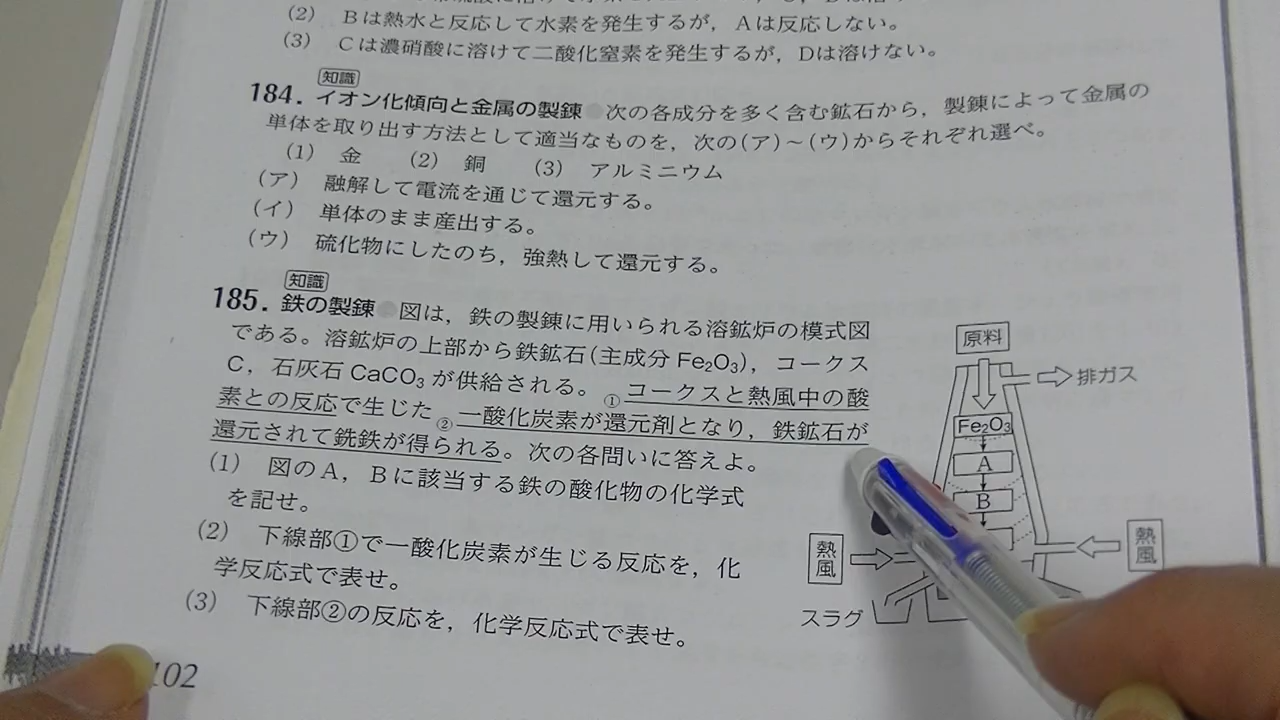 (2) Bは熱水と反応して水素を発生するが，Aは反応しない。
(3) Cは濃硝酸に溶けて二酸化窒素を発生するが，Dは溶けない。
知識
184. イオン化傾向と金属の製錬 ● 次の各成分を多く含む鉱石から，製錬によって金属の
単体を取り出す方法として適当なものを，次の(ア)～(ウ)からそれぞれ選べ。
(1) 金 (2) 銅 (3) アルミニウム
(ア) 融解して電流を通じて還元する。
(イ) 単体のまま産出する。
(ウ) 硫化物にしたのち，強熱して還元する。
知識
185. 鉄の製錬 ● 図は，鉄の製錬に用いられる溶鉱炉の模式図
である。溶鉱炉の上部から鉄鉱石(主成分 Fe₂O₃)，コークス
C，石灰石 CaCO₃ が供給される。①コークスと熱風中の酸
素との反応で生じた②一酸化炭素が還元剤となり，鉄鉱石が
還元されて銑鉄が得られる。次の各問いに答えよ。
(1) 図のA，Bに該当する鉄の酸化物の化学式
を記せ。
(2) 下線部①で一酸化炭素が生じる反応を，化
学反応式で表せ。
(3) 下線部②の反応を，化学反応式で表せ。
原料
排ガス
Fe₂O₃
A
B
熱風
熱風
スラグ
102